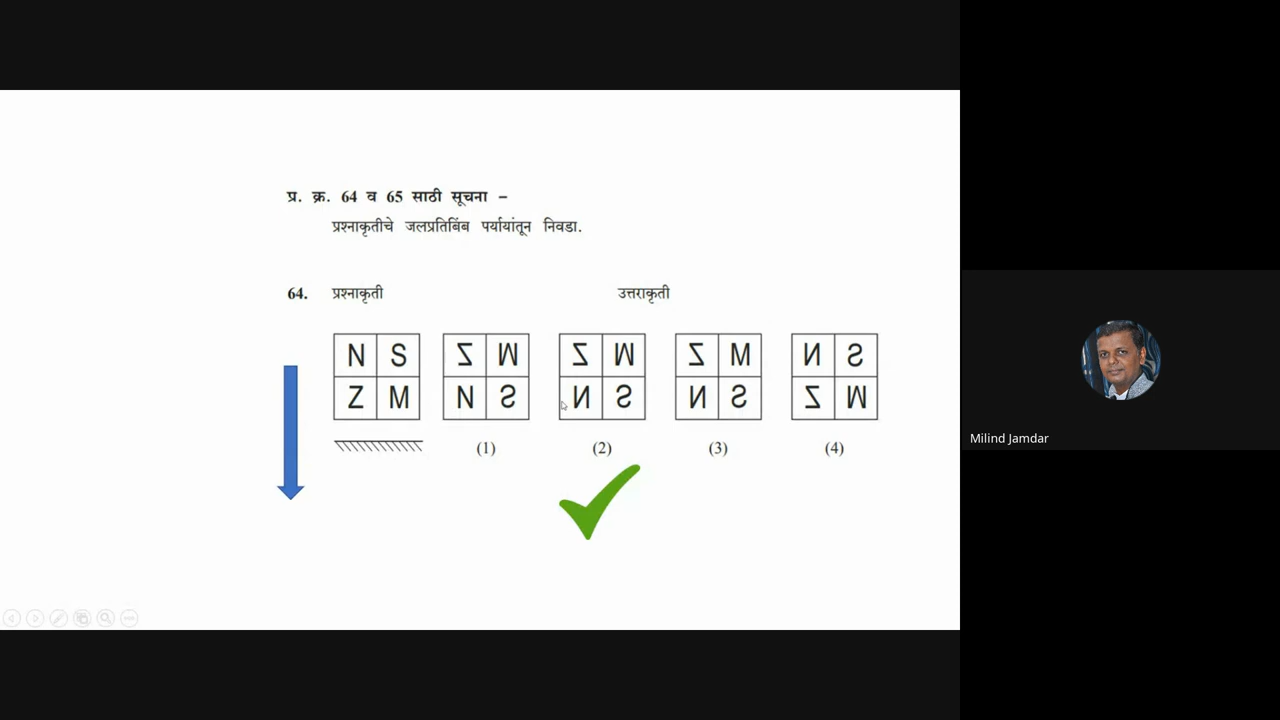 प्र. क्र. 64 व 65 साठी सूचना –
प्रश्नाकृतीचे जलप्रतिबिंब पर्यायांतून निवडा.
64. प्रश्नाकृती उत्तराकृती
N S Z W Z W Z M N S
Z M N S N S N S Z W
(1) (2) (3) (4)
Milind Jamdar